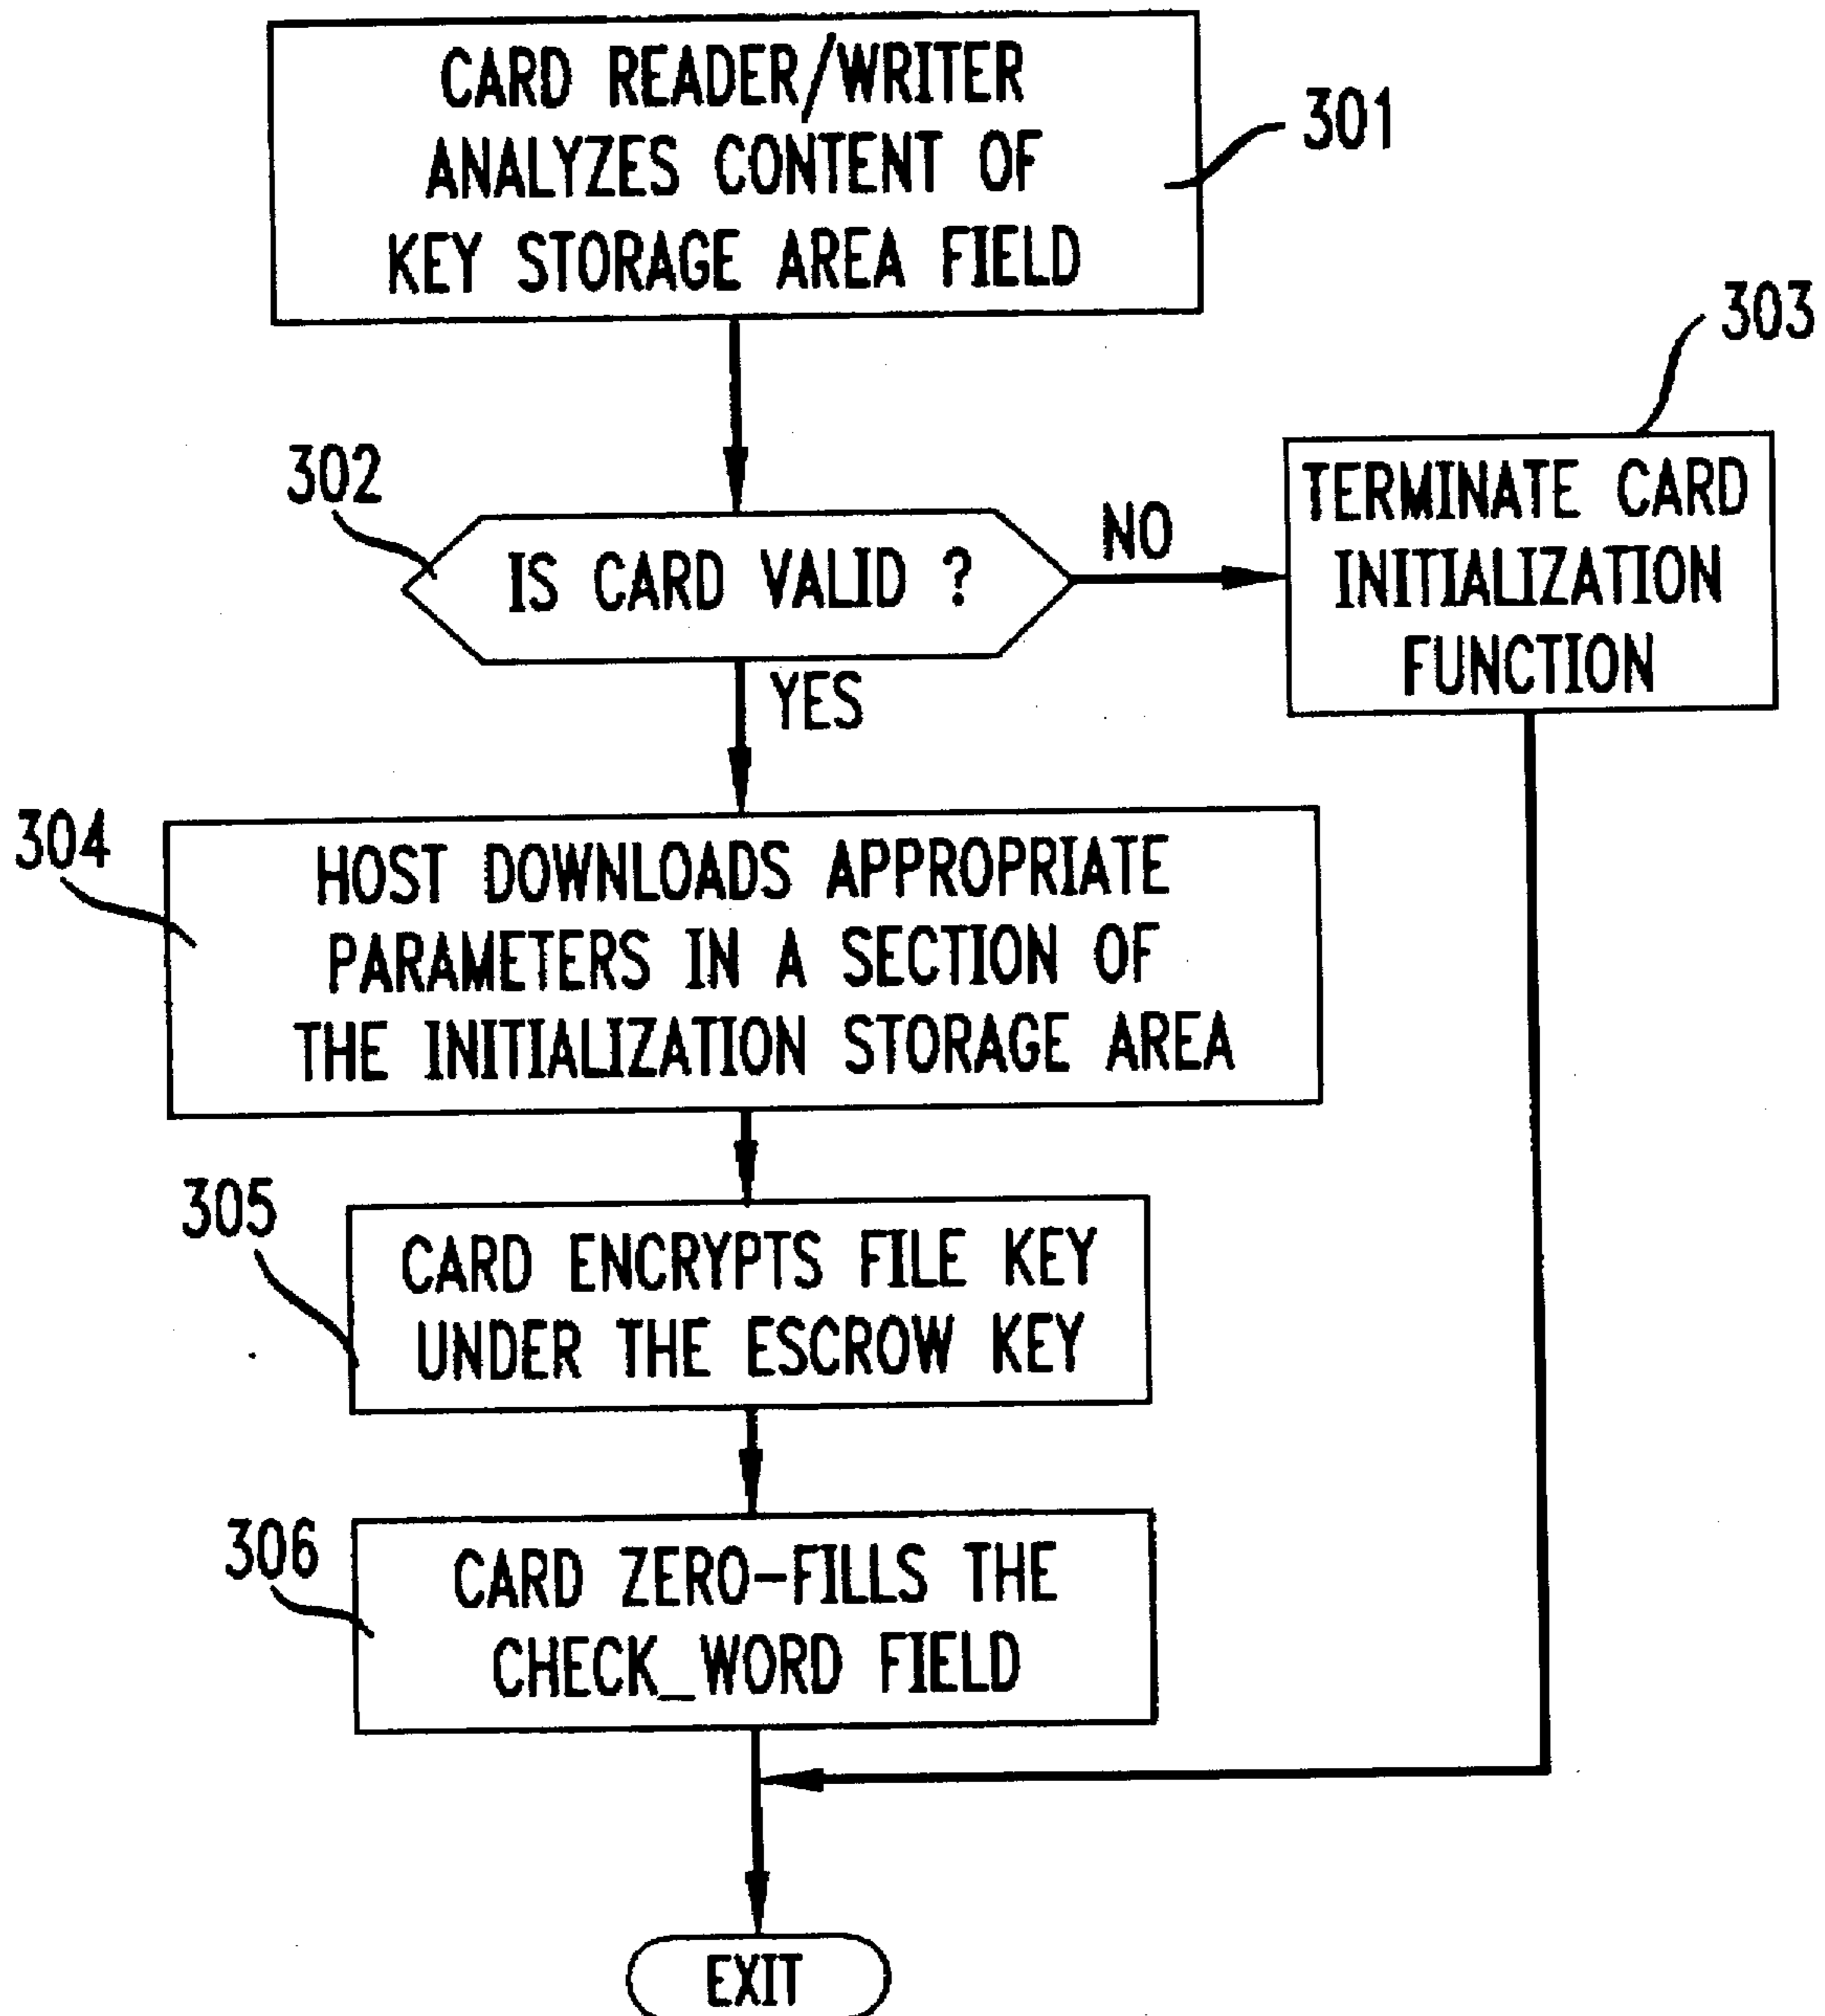 CARD READER/WRITER
ANALYZES CONTENT OF
KEY STORAGE AREA FIELD
301
302
IS CARD VALID ?
NO
YES
303
TERMINATE CARD
INITIALIZATION
FUNCTION
304
HOST DOWNLOADS APPROPRIATE
PARAMETERS IN A SECTION OF
THE INITIALIZATION STORAGE AREA
305
CARD ENCRYPTS FILE KEY
UNDER THE ESCROW KEY
306
CARD ZERO-FILLS THE
CHECK_WORD FIELD
EXIT